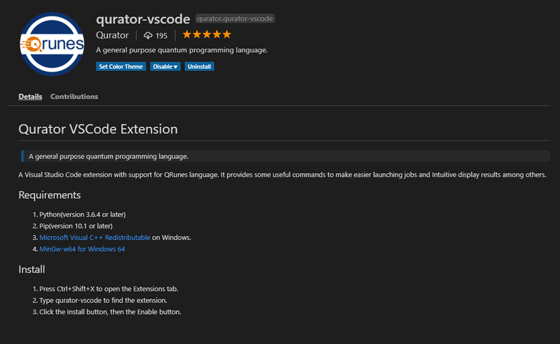 qurator-vscode qurator.qurator-vscode
Qrunes
Qurator 195
A general purpose quantum programming language.
Set Color Theme Disable Uninstall
Details Contributions
Qurator VSCode Extension
A general purpose quantum programming language.
A Visual Studio Code extension with support for QRunes language. It provides some useful commands to make easier launching jobs and Intuitive display results among others.
Requirements
1. Python(version 3.6.4 or later)
2. Pip(version 10.1 or later)
3. Microsoft Visual C++ Redistributable on Windows.
4. MinGw-w64 for Windows 64
Install
1. Press Ctrl+Shift+X to open the Extensions tab.
2. Type qurator-vscode to find the extension.
3. Click the Install button, then the Enable button.